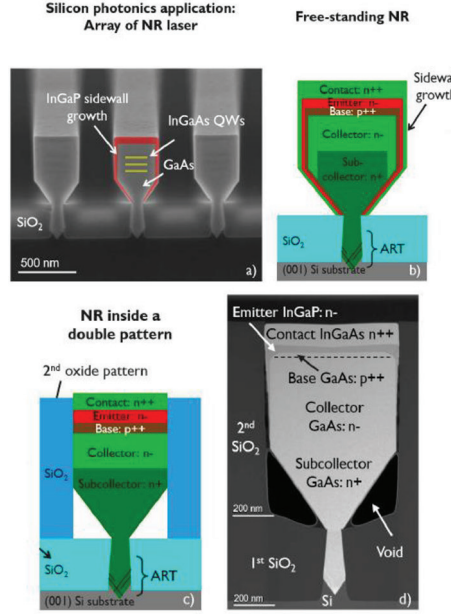 Silicon photonics application:
Array of NR laser
InGaP sidewall
growth
InGaAs QWs
GaAs
SiO2
500 nm
a)
Free-standing NR
Sidew
growth
Contact: n++
Emitter n-
Base: p++
Collector: n-
Sub-
collector: n+
SiO2
ART
(001) Si substrate
b)
NR inside a
double pattern
2nd oxide pattern
Contact: n++
Emitter n-
Base: p++
Collector: n-
Subcollector: n+
SiO2
SiO2
ART
(001) Si substrate
c)
Emitter InGaP: n-
Contact InGaAs n++
Base GaAs: p++
Collector
GaAs: n-
2nd
SiO2
Subcollector
GaAs: n+
200 nm
Void
1st SiO2
200 nm
Si
d)